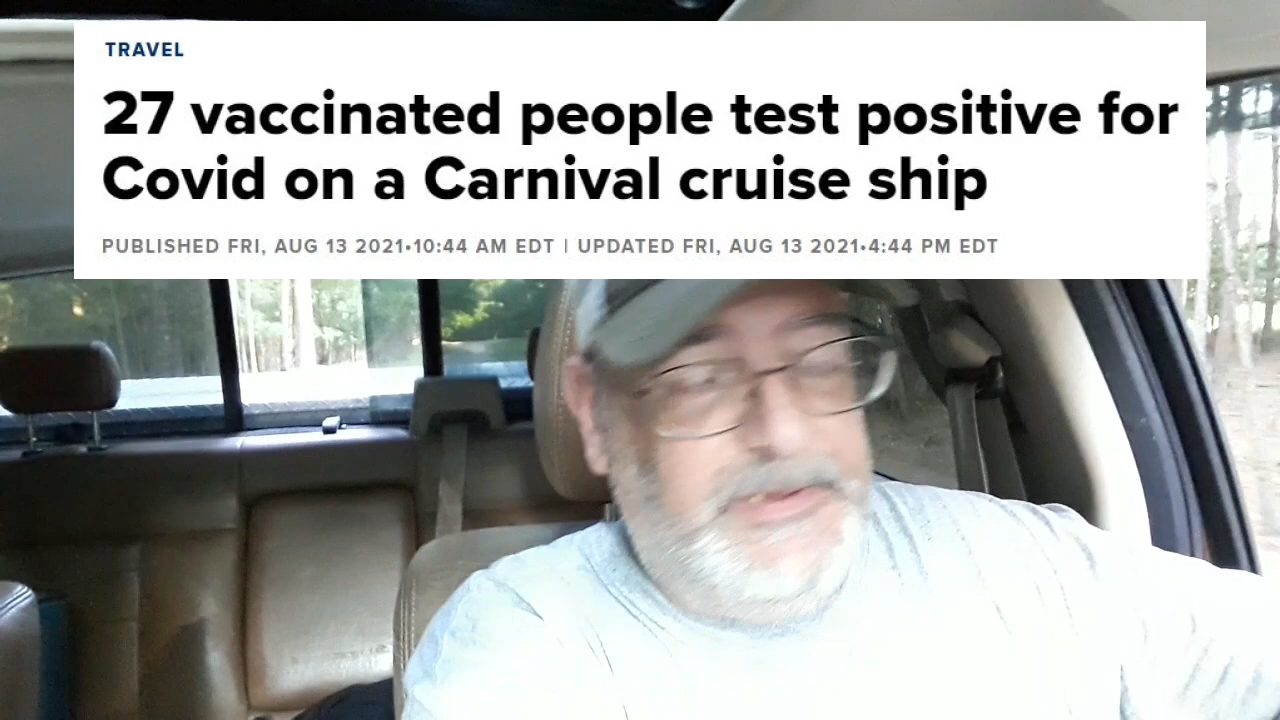 TRAVEL
27 vaccinated people test positive for
Covid on a Carnival cruise ship
PUBLISHED FRI, AUG 13 2021•10:44 AM EDT | UPDATED FRI, AUG 13 2021•4:44 PM EDT